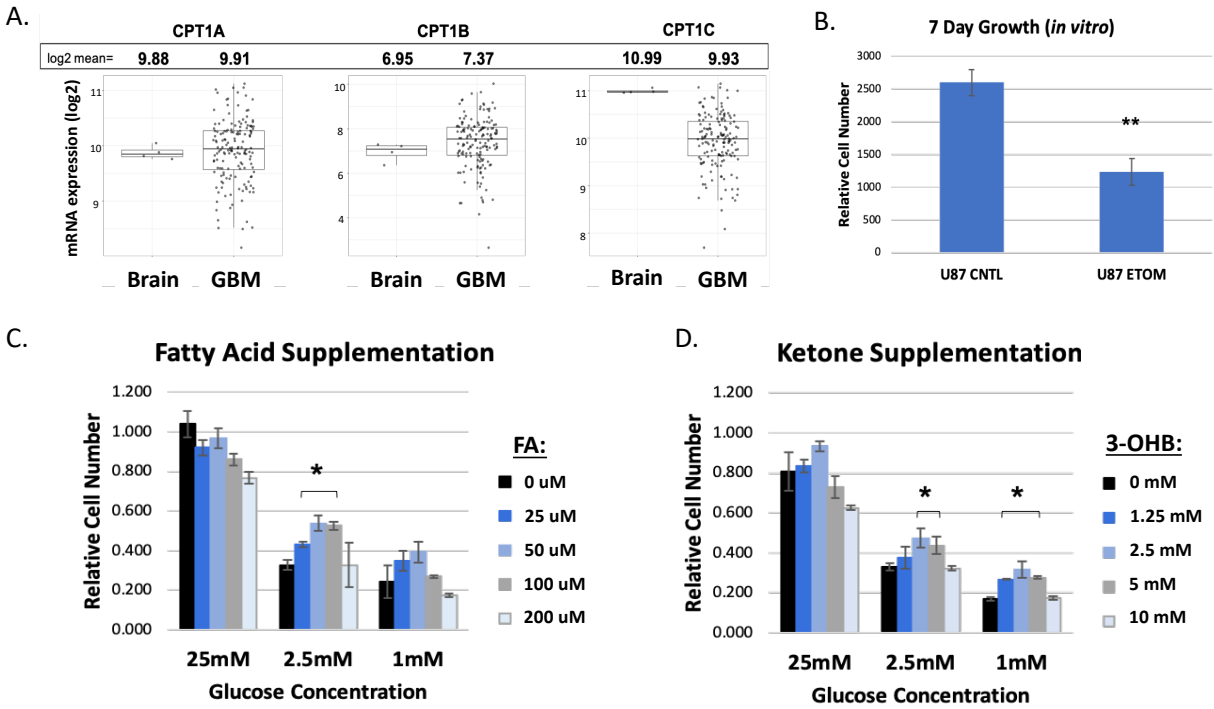 A.
CPT1A CPT1B CPT1C
log2 mean= 9.88 9.91 6.95 7.37 10.99 9.93
mRNA expression (log2)
11
10
9
10
8
6
4
11
10
9
8
Brain GBM Brain GBM Brain GBM
B.
7 Day Growth (in vitro)
Relative Cell Number
3000
2500
2000
1500
1000
500
0
**
U87 CNTL U87 ETOM
C.
Fatty Acid Supplementation
Relative Cell Number
1.200
1.000
0.800
0.600
0.400
0.200
0.000
*
25mM 2.5mM 1mM
Glucose Concentration
FA:
0 uM
25 uM
50 uM
100 uM
200 uM
D.
Ketone Supplementation
Relative Cell Number
1.200
1.000
0.800
0.600
0.400
0.200
0.000
* *
25mM 2.5mM 1mM
Glucose Concentration
3-OHB:
0 mM
1.25 mM
2.5 mM
5 mM
10 mM